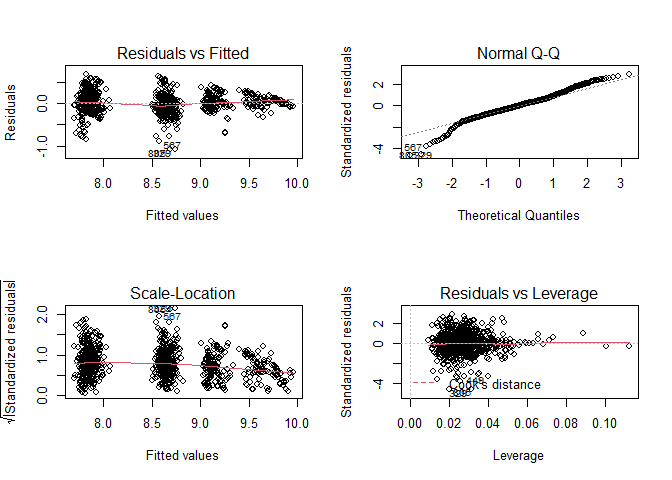 Residuals vs Fitted
Residuals
0.0
-1.0
567
8.0
8.5
9.0
9.5
10.0
Fitted values
Normal Q-Q
Standardized residuals
2
0
-4
567
-3
-2
-1
0
1
2
3
Theoretical Quantiles
Scale-Location
√|Standardized residuals|
2.0
1.0
0.0
567
8.0
8.5
9.0
9.5
10.0
Fitted values
Residuals vs Leverage
Standardized residuals
2
0
-4
Cook's distance
0.00
0.02
0.04
0.06
0.08
0.10
Leverage